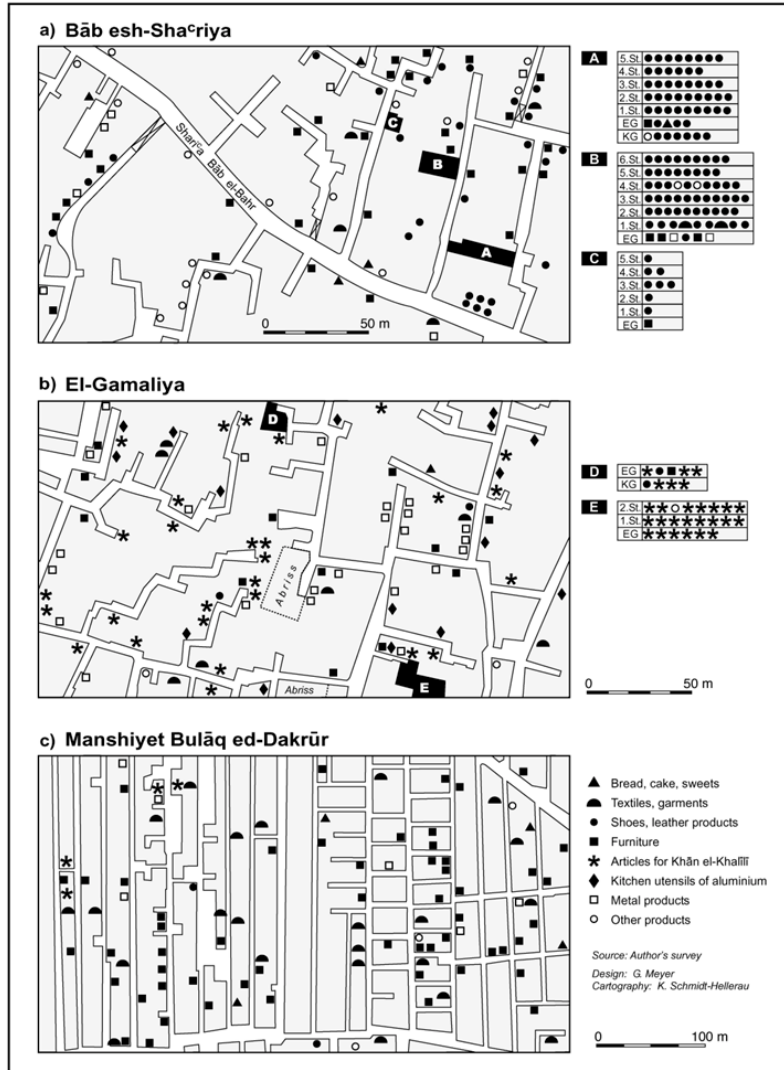 a) Bāb esh-Shaᶜriya
Shariᶜa Bāb el-Bahr
C
B
A
0 50 m
A
5.St.
4.St.
3.St.
2.St.
1.St.
EG
KG
B
6.St.
5.St.
4.St.
3.St.
2.St.
1.St.
EG
C
5.St.
4.St.
3.St.
2.St.
1.St.
EG
b) El-Gamaliya
D
Abriss
Abriss
E
D
EG
KG
E
2.St.
1.St.
EG
0 50 m
c) Manshiyet Bulāq ed-Dakrūr
Bread, cake, sweets
Textiles, garments
Shoes, leather products
Furniture
Articles for Khān el-Khalīlī
Kitchen utensils of aluminium
Metal products
Other products
Source: Author's survey
Design: G. Meyer
Cartography: K. Schmidt-Hellerau
0 100 m